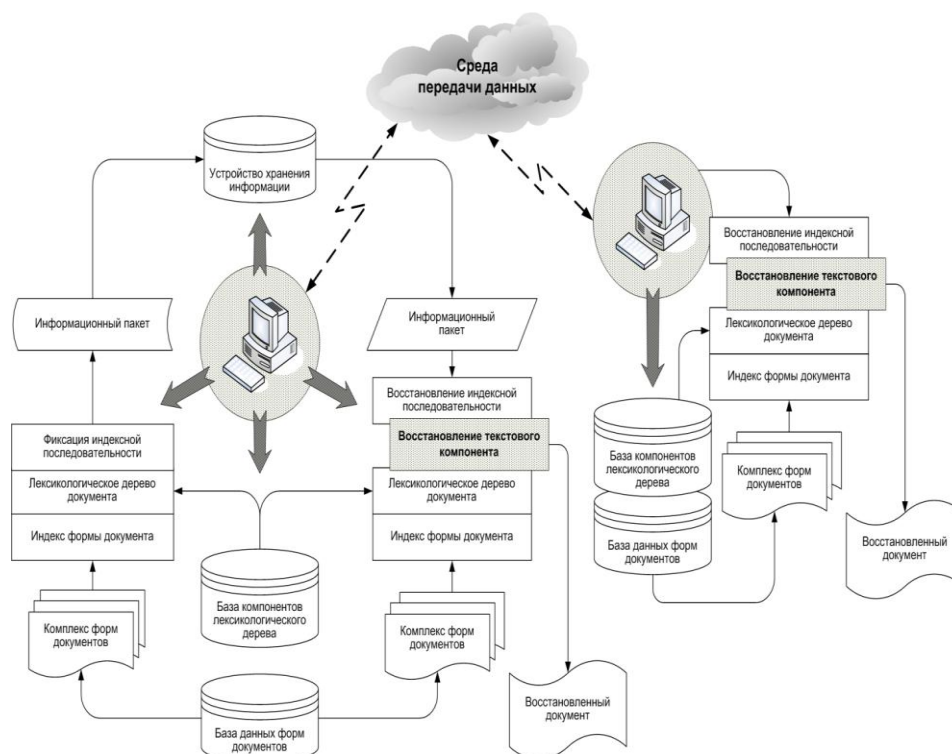 Среда
передачи данных
Устройство хранения
информации
Информационный пакет
Информационный
пакет
Восстановление индексной
последовательности
Восстановление текстового
компонента
Лексикологическое дерево
документа
Индекс формы документа
Фиксация индексной
последовательности
Лексикологическое дерево
документа
Индекс формы документа
Комплекс форм
документов
База компонентов
лексикологического
дерева
База данных форм
документов
Комплекс форм
документов
Восстановленный
документ
Восстановление индексной
последовательности
Восстановление текстового
компонента
Лексикологическое дерево
документа
Индекс формы документа
База компонентов
лексикологического
дерева
База данных форм
документов
Комплекс форм
документов
Восстановленный
документ